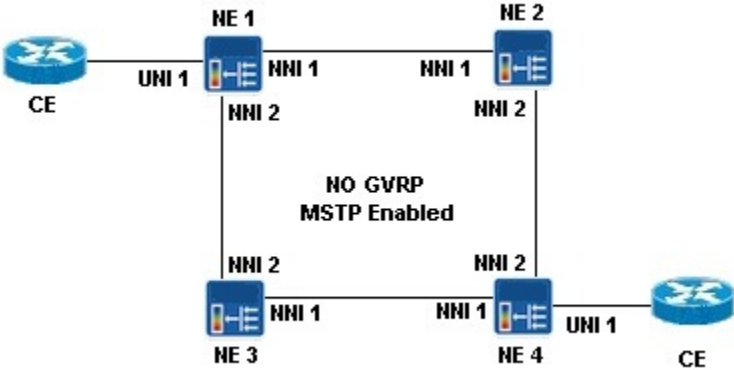 NE 1
NE 2
UNI 1
NNI 1
NNI 1
CE
NNI 2
NNI 2
NO GVRP
MSTP Enabled
NNI 2
NNI 2
NNI 1
NNI 1
UNI 1
NE 3
NE 4
CE